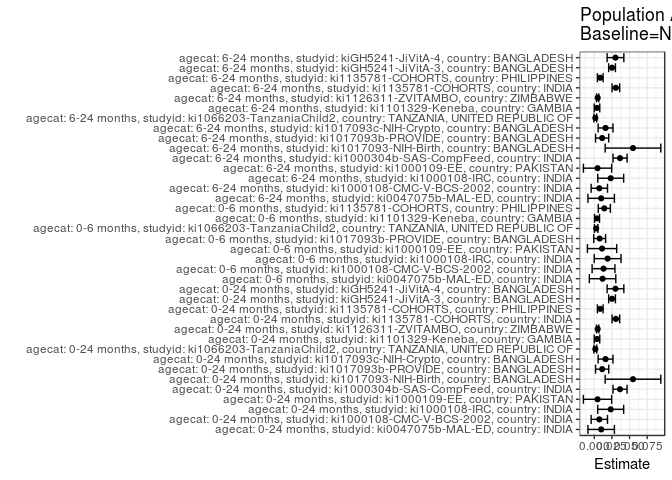 Population A
Baseline=N
agecat: 6-24 months, studyid: kiGH5241-JiVitA-4, country: BANGLADESH
agecat: 6-24 months, studyid: kiGH5241-JiVitA-3, country: BANGLADESH
agecat: 6-24 months, studyid: ki1135781-COHORTS, country: PHILIPPINES
agecat: 6-24 months, studyid: ki1135781-COHORTS, country: INDIA
agecat: 6-24 months, studyid: ki1126311-ZVITAMBO, country: ZIMBABWE
agecat: 6-24 months, studyid: ki1101329-Keneba, country: GAMBIA
agecat: 6-24 months, studyid: ki1066203-TanzaniaChild2, country: TANZANIA, UNITED REPUBLIC OF
agecat: 6-24 months, studyid: ki1017093c-NIH-Crypto, country: BANGLADESH
agecat: 6-24 months, studyid: ki1017093b-PROVIDE, country: BANGLADESH
agecat: 6-24 months, studyid: ki1017093-NIH-Birth, country: BANGLADESH
agecat: 6-24 months, studyid: ki1000304b-SAS-CompFeed, country: INDIA
agecat: 6-24 months, studyid: ki1000109-EE, country: PAKISTAN
agecat: 6-24 months, studyid: ki1000108-IRC, country: INDIA
agecat: 6-24 months, studyid: ki1000108-CMC-V-BCS-2002, country: INDIA
agecat: 6-24 months, studyid: ki0047075b-MAL-ED, country: INDIA
agecat: 0-6 months, studyid: ki1135781-COHORTS, country: PHILIPPINES
agecat: 0-6 months, studyid: ki1101329-Keneba, country: GAMBIA
agecat: 0-6 months, studyid: ki1066203-TanzaniaChild2, country: TANZANIA, UNITED REPUBLIC OF
agecat: 0-6 months, studyid: ki1017093b-PROVIDE, country: BANGLADESH
agecat: 0-6 months, studyid: ki1000109-EE, country: PAKISTAN
agecat: 0-6 months, studyid: ki1000108-IRC, country: INDIA
agecat: 0-6 months, studyid: ki1000108-CMC-V-BCS-2002, country: INDIA
agecat: 0-6 months, studyid: ki0047075b-MAL-ED, country: INDIA
agecat: 0-24 months, studyid: kiGH5241-JiVitA-4, country: BANGLADESH
agecat: 0-24 months, studyid: kiGH5241-JiVitA-3, country: BANGLADESH
agecat: 0-24 months, studyid: ki1135781-COHORTS, country: PHILIPPINES
agecat: 0-24 months, studyid: ki1135781-COHORTS, country: INDIA
agecat: 0-24 months, studyid: ki1126311-ZVITAMBO, country: ZIMBABWE
agecat: 0-24 months, studyid: ki1101329-Keneba, country: GAMBIA
agecat: 0-24 months, studyid: ki1066203-TanzaniaChild2, country: TANZANIA, UNITED REPUBLIC OF
agecat: 0-24 months, studyid: ki1017093c-NIH-Crypto, country: BANGLADESH
agecat: 0-24 months, studyid: ki1017093b-PROVIDE, country: BANGLADESH
agecat: 0-24 months, studyid: ki1017093-NIH-Birth, country: BANGLADESH
agecat: 0-24 months, studyid: ki1000304b-SAS-CompFeed, country: INDIA
agecat: 0-24 months, studyid: ki1000109-EE, country: PAKISTAN
agecat: 0-24 months, studyid: ki1000108-IRC, country: INDIA
agecat: 0-24 months, studyid: ki1000108-CMC-V-BCS-2002, country: INDIA
agecat: 0-24 months, studyid: ki0047075b-MAL-ED, country: INDIA
0.000 0.025 0.050 0.075
Estimate